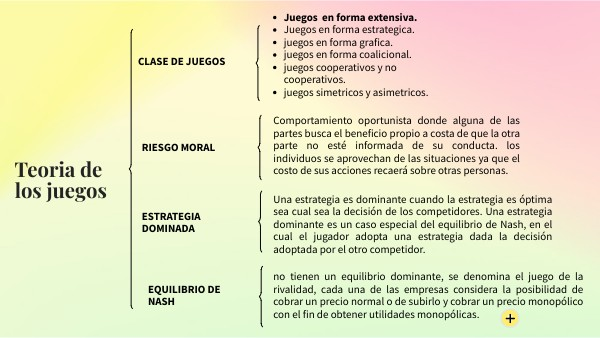 Teoria de
los juegos
CLASE DE JUEGOS
• Juegos en forma extensiva.
• Juegos en forma estrategica.
• juegos en forma grafica.
• juegos en forma coalicional.
• juegos cooperativos y no
cooperativos.
• juegos simetricos y asimetricos.
RIESGO MORAL
Comportamiento oportunista donde alguna de las
partes busca el beneficio propio a costa de que la otra
parte no esté informada de su conducta. los
individuos se aprovechan de las situaciones ya que el
costo de sus acciones recaerá sobre otras personas.
ESTRATEGIA
DOMINADA
Una estrategia es dominante cuando la estrategia es óptima
sea cual sea la decisión de los competidores. Una estrategia
dominante es un caso especial del equilibrio de Nash, en el
cual el jugador adopta una estrategia dada la decisión
adoptada por el otro competidor.
EQUILIBRIO DE
NASH
no tienen un equilibrio dominante, se denomina el juego de la
rivalidad, cada una de las empresas considera la posibilidad de
cobrar un precio normal o de subirlo y cobrar un precio monopólico
con el fin de obtener utilidades monopólicas.
+